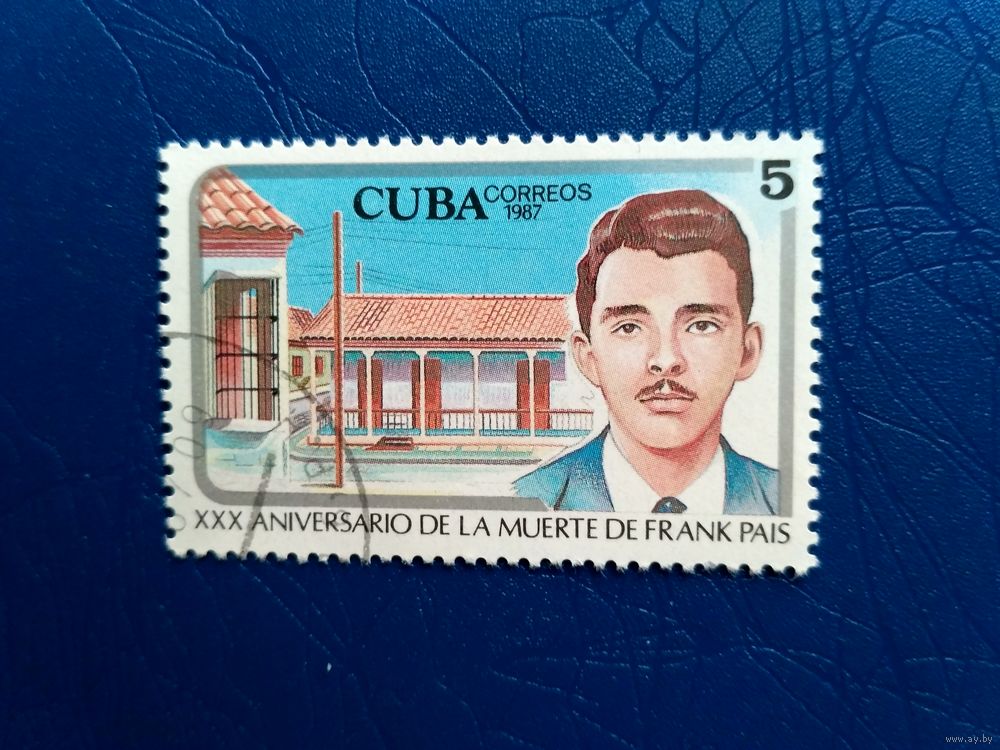 5
CUBA CORREOS
1987
XXX ANIVERSARIO DE LA MUERTE DE FRANK PAIS
www.ay.by